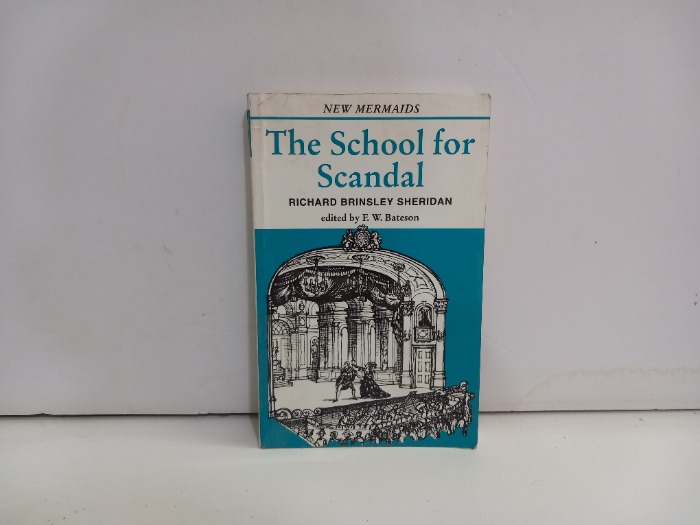 NEW MERMAIDS
The School for
Scandal
RICHARD BRINSLEY SHERIDAN
edited by F. W. Bateson